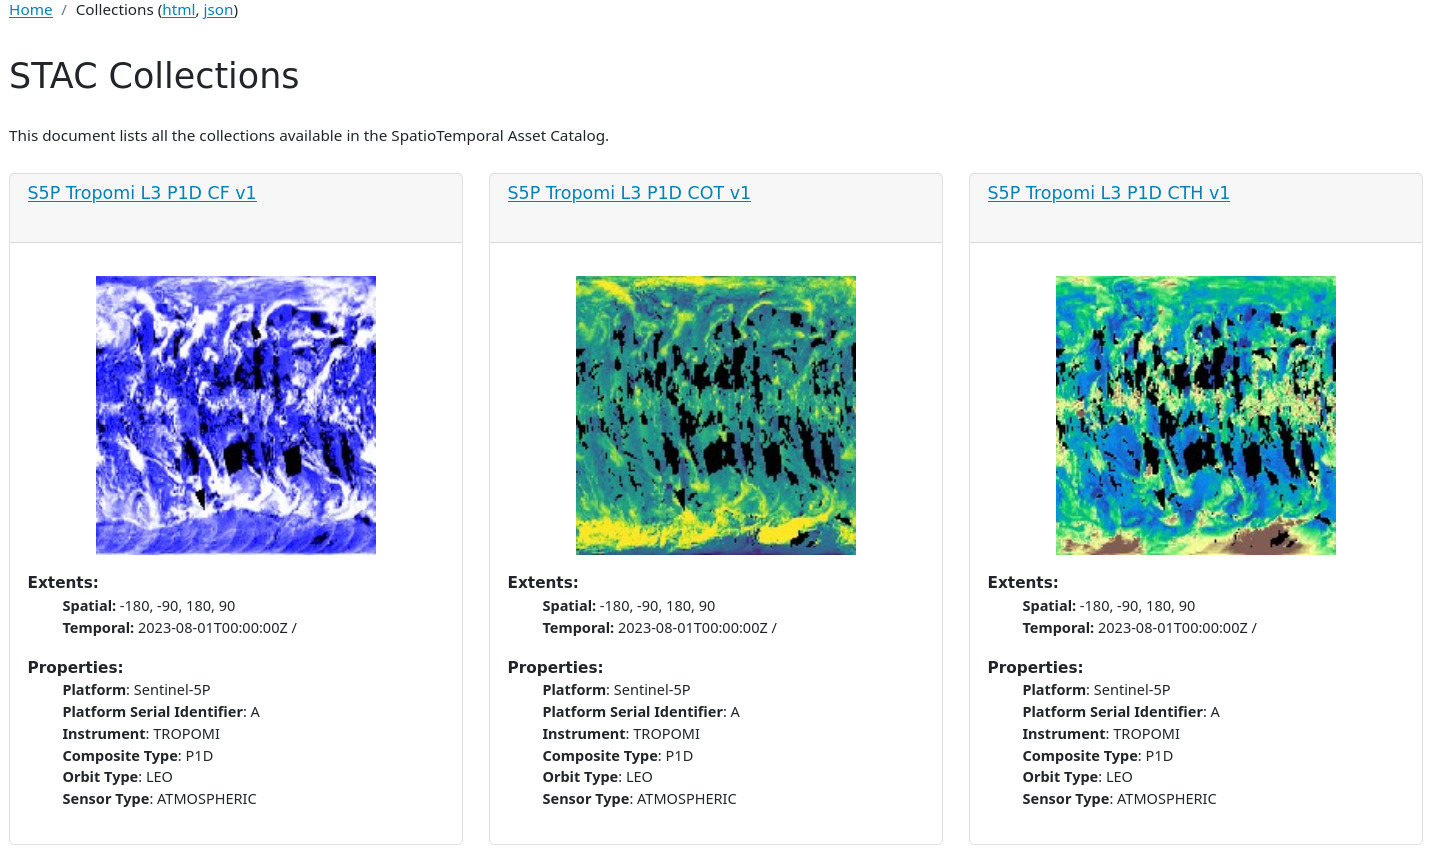 Home / Collections (html, json)
STAC Collections
This document lists all the collections available in the SpatioTemporal Asset Catalog.
S5P Tropomi L3 P1D CF v1
Extents:
Spatial: -180, -90, 180, 90
Temporal: 2023-08-01T00:00:00Z /
Properties:
Platform: Sentinel-5P
Platform Serial Identifier: A
Instrument: TROPOMI
Composite Type: P1D
Orbit Type: LEO
Sensor Type: ATMOSPHERIC
S5P Tropomi L3 P1D COT v1
Extents:
Spatial: -180, -90, 180, 90
Temporal: 2023-08-01T00:00:00Z /
Properties:
Platform: Sentinel-5P
Platform Serial Identifier: A
Instrument: TROPOMI
Composite Type: P1D
Orbit Type: LEO
Sensor Type: ATMOSPHERIC
S5P Tropomi L3 P1D CTH v1
Extents:
Spatial: -180, -90, 180, 90
Temporal: 2023-08-01T00:00:00Z /
Properties:
Platform: Sentinel-5P
Platform Serial Identifier: A
Instrument: TROPOMI
Composite Type: P1D
Orbit Type: LEO
Sensor Type: ATMOSPHERIC